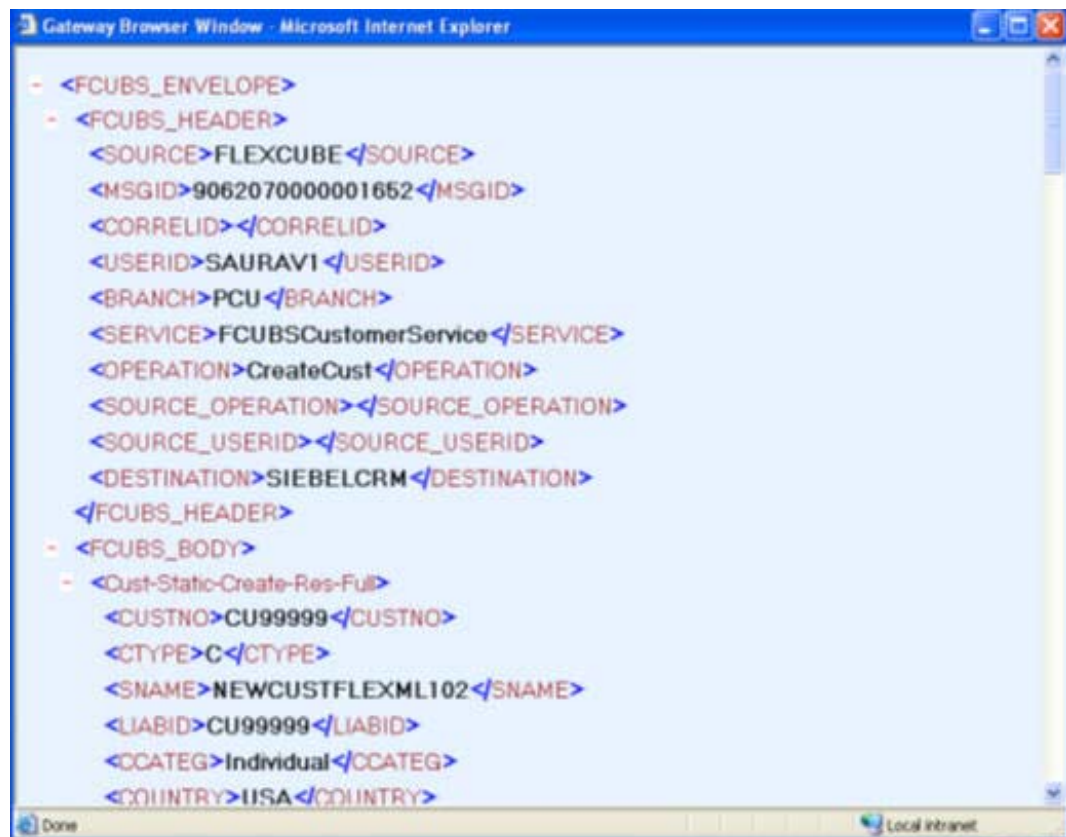 Gateway Browser Window - Microsoft Internet Explorer
- <FCUBS_ENVELOPE>
- <FCUBS_HEADER>
<SOURCE>FLEXCUBE</SOURCE>
<MSGID>9062070000001652</MSGID>
<CORRELID></CORRELID>
<USERID>SAURAV1</USERID>
<BRANCH>PCU</BRANCH>
<SERVICE>FCUBSCustomerService</SERVICE>
<OPERATION>CreateCust</OPERATION>
<SOURCE_OPERATION></SOURCE_OPERATION>
<SOURCE_USERID></SOURCE_USERID>
<DESTINATION>SIEBELCRM</DESTINATION>
</FCUBS_HEADER>
- <FCUBS_BODY>
- <Cust-Static-Create-Res-Full>
<CUSTNO>CU99999</CUSTNO>
<CTYPE>C</CTYPE>
<SNAME>NEWCUSTFLEXML102</SNAME>
<LIABID>CU99999</LIABID>
<CCATEG>Individual</CCATEG>
<COUNTRY>USA</COUNTRY>
Done Local intranet